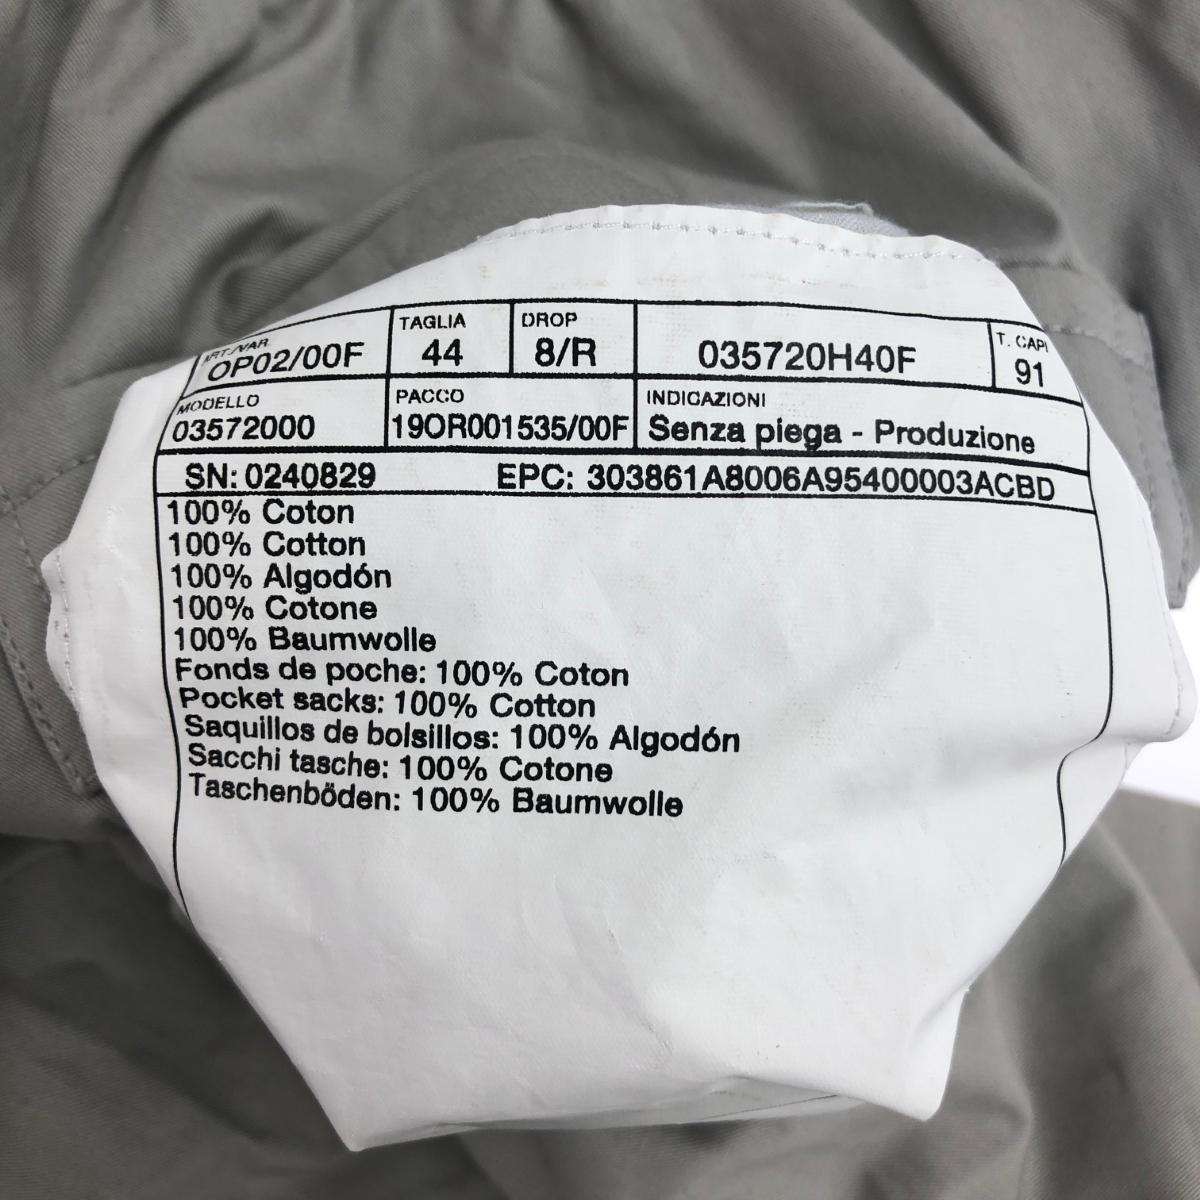 ART./VAR. TAGLIA DROP T. CAPI
OP02/00F 44 8/R 035720H40F 91
MODELLO PACCO INDICAZIONI
03572000 19OR001535/00F Senza piega - Produzione
SN: 0240829 EPC: 303861A8006A95400003ACBD
100% Coton
100% Cotton
100% Algodón
100% Cotone
100% Baumwolle
Fonds de poche: 100% Coton
Pocket sacks: 100% Cotton
Saquillos de bolsillos: 100% Algodón
Sacchi tasche: 100% Cotone
Taschenböden: 100% Baumwolle